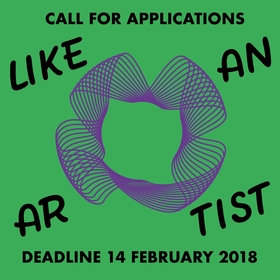 CALL FOR APPLICATIONS
LIKE AN
AR TIST
DEADLINE 14 FEBRUARY 2018